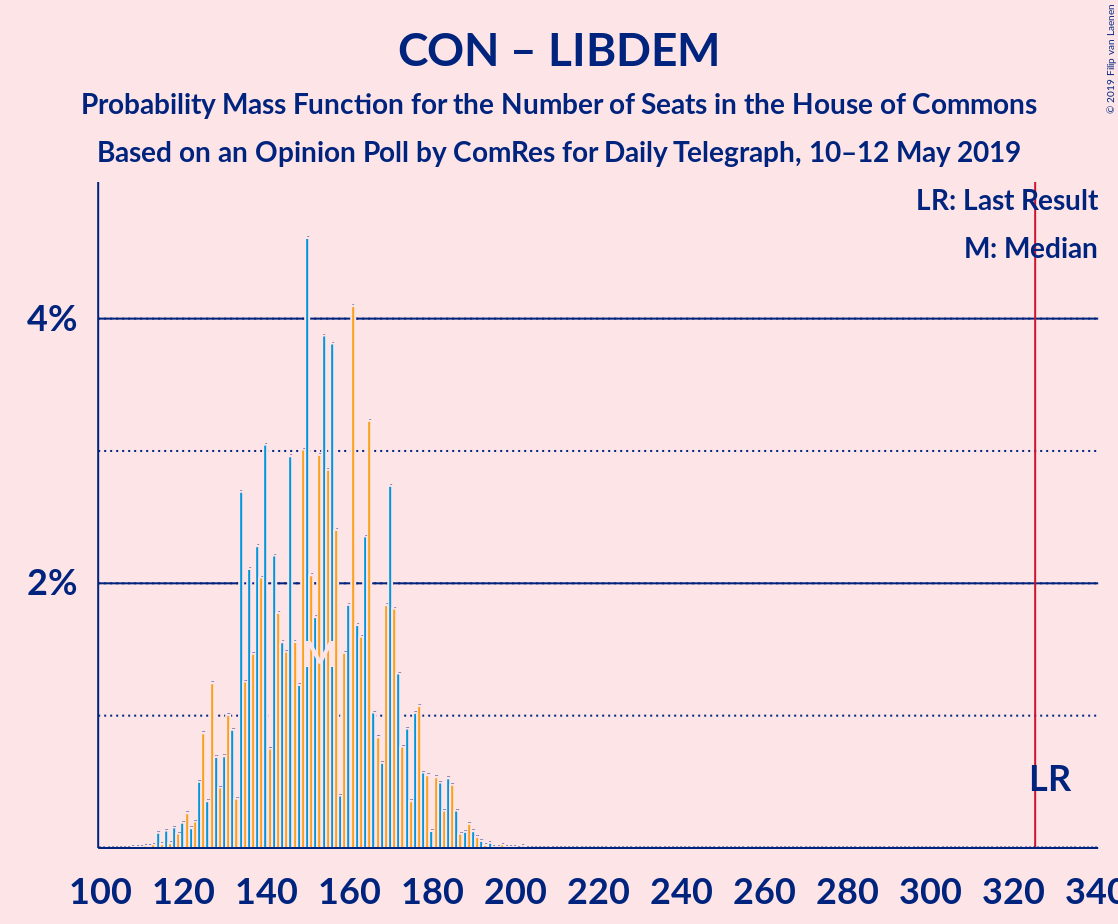 CON – LIBDEM
Probability Mass Function for the Number of Seats in the House of Commons
Based on an Opinion Poll by ComRes for Daily Telegraph, 10–12 May 2019
© 2019 Filip van Laenen
LR: Last Result
M: Median
4%
2%
M
LR
100 120 140 160 180 200 220 240 260 280 300 320 340